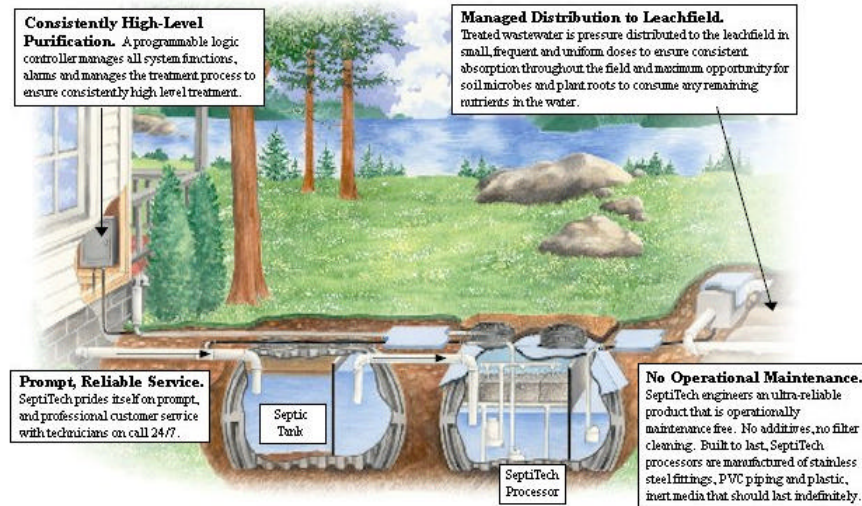 Consistently High-Level
Purification. A programmable logic
controller manages all system functions,
alarms and manages the treatment process to
ensure consistently high level treatment.
Managed Distribution to Leachfield.
Treated wastewater is pressure distributed to the leachfield in
small, frequent and uniform doses to ensure consistent
absorption throughout the field and maximum opportunity for
soil microbes and plant roots to consume any remaining
nutrients in the water.
Prompt, Reliable Service.
SeptiTech prides itself on prompt,
and professional customer service
with technicians on call 24/7.
Septic
Tank
SeptiTech
Processor
No Operational Maintenance.
SeptiTech engineers an ultra-reliable
product that is operationally
maintenance free. No additives, no filter
cleaning. Built to last, SeptiTech
processors are manufactured of stainless
steel fittings, PVC piping and plastic,
inert media that should last indefinitely.